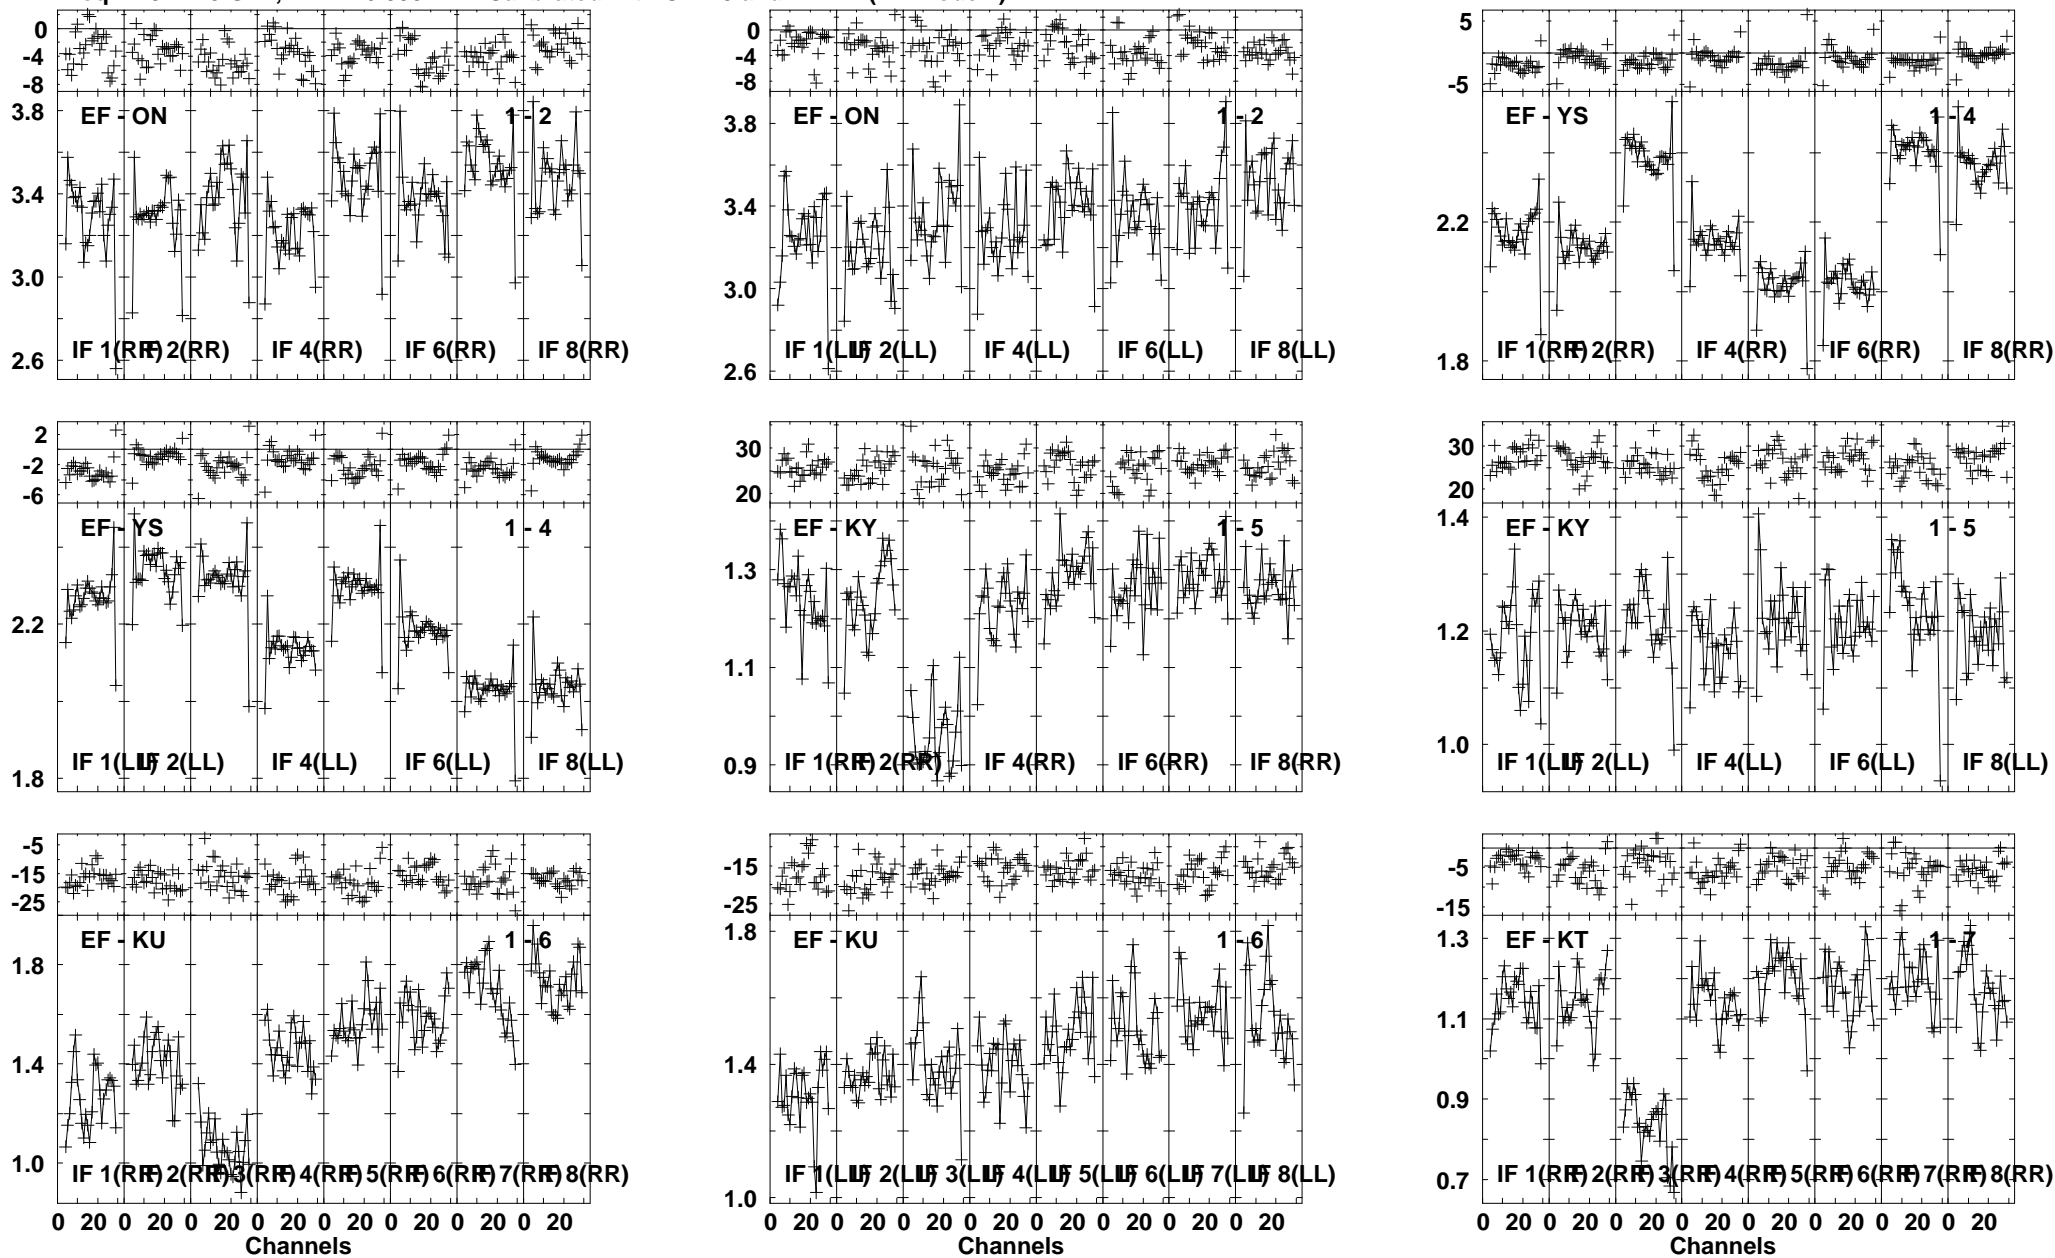 0
-4
-8
3.8
3.4
3.0
2.6
EF - ON 1 - 2
IF 1(RR) IF 2(RR) IF 4(RR) IF 6(RR) IF 8(RR)
0
-4
-8
3.8
3.4
3.0
2.6
EF - ON 1 - 2
IF 1(LL) IF 2(LL) IF 4(LL) IF 6(LL) IF 8(LL)
5
-5
2.2
1.8
EF - YS 1 - 4
IF 1(RR) IF 2(RR) IF 4(RR) IF 6(RR) IF 8(RR)
2
-2
-6
2.2
1.8
EF - YS 1 - 4
IF 1(LL) IF 2(LL) IF 4(LL) IF 6(LL) IF 8(LL)
30
20
1.3
1.1
0.9
EF - KY 1 - 5
IF 1(RR) IF 2(RR) IF 4(RR) IF 6(RR) IF 8(RR)
30
20
1.4
1.2
1.0
EF - KY 1 - 5
IF 1(LL) IF 2(LL) IF 4(LL) IF 6(LL) IF 8(LL)
-5
-15
-25
1.8
1.4
1.0
EF - KU 1 - 6
IF 1(RR) IF 2(RR) IF 3(RR) IF 4(RR) IF 5(RR) IF 6(RR) IF 7(RR) IF 8(RR)
0 20 0 20 0 20 0 20 0 20 0 20 0 20 0 20
Channels
-15
-25
1.8
1.4
1.0
EF - KU 1 - 6
IF 1(LL) IF 2(LL) IF 3(LL) IF 4(LL) IF 5(LL) IF 6(LL) IF 7(LL) IF 8(LL)
0 20 0 20 0 20 0 20 0 20 0 20 0 20 0 20
Channels
-5
-15
1.3
1.1
0.9
0.7
EF - KT 1 - 7
IF 1(RR) IF 2(RR) IF 3(RR) IF 4(RR) IF 5(RR) IF 6(RR) IF 7(RR) IF 8(RR)
0 20 0 20 0 20 0 20 0 20 0 20 0 20 0 20
Channels